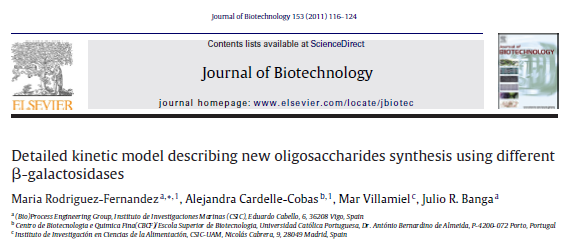 Journal of Biotechnology 153 (2011) 116–124
Contents lists available at ScienceDirect
Journal of Biotechnology
journal homepage: www.elsevier.com/locate/jbiotec
ELSEVIER
BIOTECHNOLOGY
Detailed kinetic model describing new oligosaccharides synthesis using different
β-galactosidases
Maria Rodriguez-Fernandez a,∗,1, Alejandra Cardelle-Cobas b,1, Mar Villamiel c, Julio R. Banga a
a (Bio)Process Engineering Group, Instituto de Investigaciones Marinas (CSIC), Eduardo Cabello, 6, 36208 Vigo, Spain
b Centro de Biotecnologia e Química Fina(CBCF)/Escola Superior de Biotecnologia, Universidad Católica Portuguesa, Dr. António Bernardino de Almeida, P-4200-072 Porto, Portugal
c Instituto de Investigación en Ciencias de la Alimentación, CSIC-UAM, Nicolás Cabrera, 9, 28049 Madrid, Spain